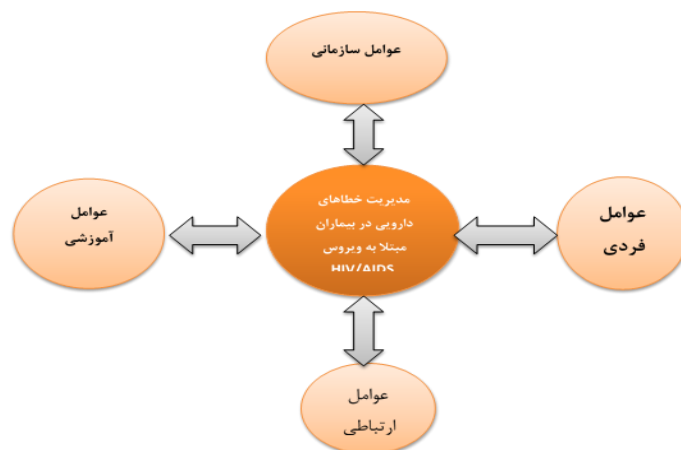 عوامل سازمانی
عوامل
فردی
مدیریت خطاهای
دارویی در بیماران
مبتلا به ویروس
HIV/AIDS
عوامل
آموزشی
عوامل
ارتباطی